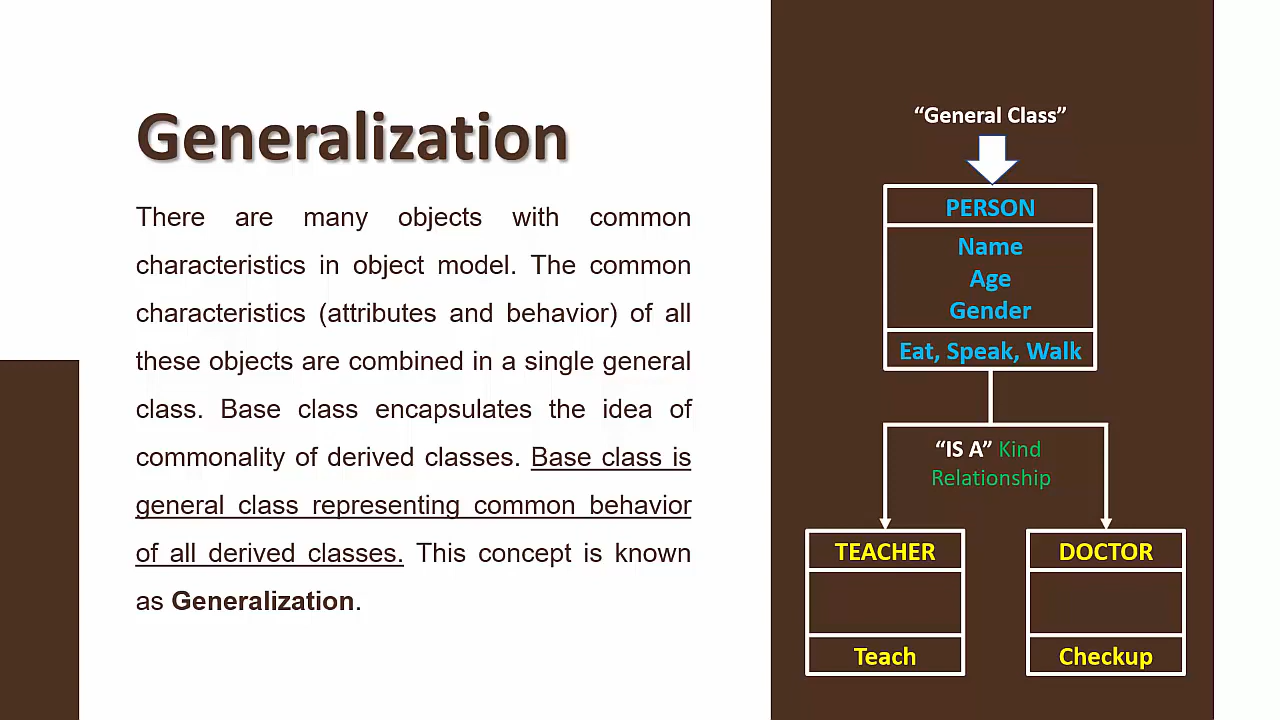 Generalization
There are many objects with common
characteristics in object model. The common
characteristics (attributes and behavior) of all
these objects are combined in a single general
class. Base class encapsulates the idea of
commonality of derived classes. Base class is
general class representing common behavior
of all derived classes. This concept is known
as Generalization.
“General Class”
PERSON
Name
Age
Gender
Eat, Speak, Walk
“IS A” Kind
Relationship
TEACHER
Teach
DOCTOR
Checkup